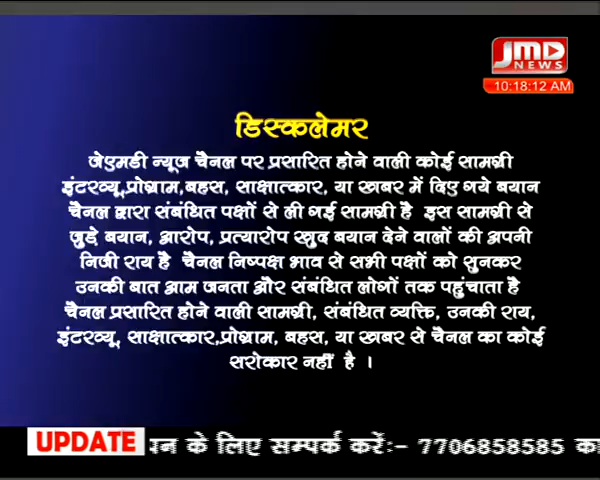 JMD
NEWS
10:18:12 AM
डिस्कलेमर
जेएमडी न्यूज चैनल पर प्रसारित होने वाली कोई सामग्री
इंटरव्यू,प्रोग्राम,बहस, साक्षात्कार, या खबर में दिए गये बयान
चैनल द्वारा संबंधित पक्षों से ली गई सामग्री है इस सामग्री से
जुडे़ बयान, आरोप, प्रत्यारोप खुद बयान देने वालों की अपनी
निजी राय है चैनल निष्पक्ष भाव से सभी पक्षों को सुनकर
उनकी बात आम जनता और संबंधित लोगों तक पहुंचाता है
चैनल प्रसारित होने वाली सामग्री, संबंधित व्यक्ति, उनकी राय,
इंटरव्यू, साक्षात्कार,प्रोग्राम, बहस, या खबर से चैनल का कोई
सरोकार नहीं है ।
UPDATE पन के लिए सम्पर्क करेंः- 7706858585 का